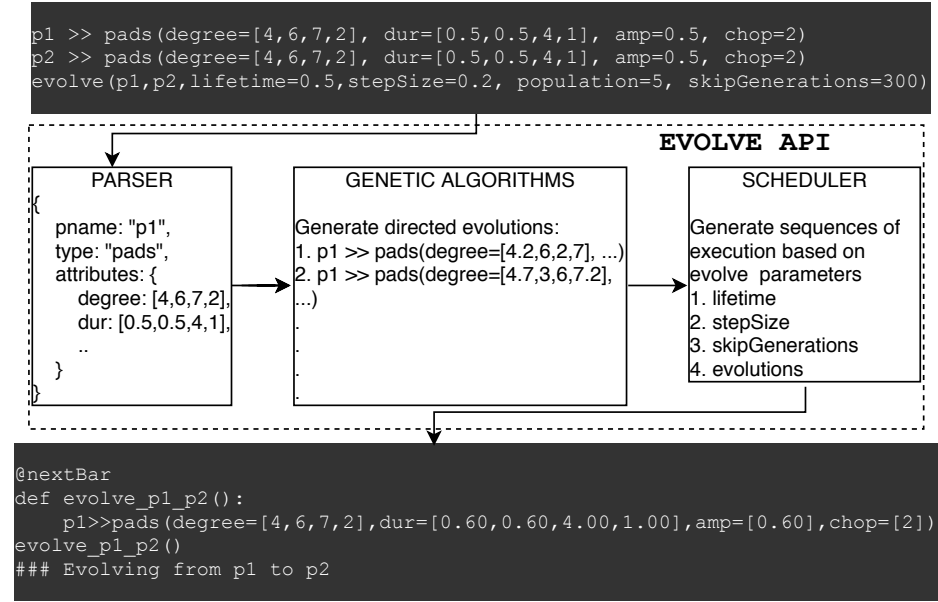 p1 >> pads(degree=[4,6,7,2], dur=[0.5,0.5,4,1], amp=0.5, chop=2)
p2 >> pads(degree=[4,6,7,2], dur=[0.5,0.5,4,1], amp=0.5, chop=2)
evolve(p1,p2,lifetime=0.5,stepSize=0.2, population=5, skipGenerations=300)
EVOLVE API
PARSER
{
pname: "p1",
type: "pads",
attributes: {
degree: [4,6,7,2],
dur: [0.5,0.5,4,1],
..
}
}
GENETIC ALGORITHMS
Generate directed evolutions:
1. p1 >> pads(degree=[4.2,6,2,7], ...)
2. p1 >> pads(degree=[4.7,3,6,7.2],
...)
.
.
.
.
SCHEDULER
Generate sequences of
execution based on
evolve parameters
1. lifetime
2. stepSize
3. skipGenerations
4. evolutions
@nextBar
def evolve_p1_p2():
    p1>>pads(degree=[4,6,7,2],dur=[0.60,0.60,4.00,1.00],amp=[0.60],chop=[2])
evolve_p1_p2()
### Evolving from p1 to p2